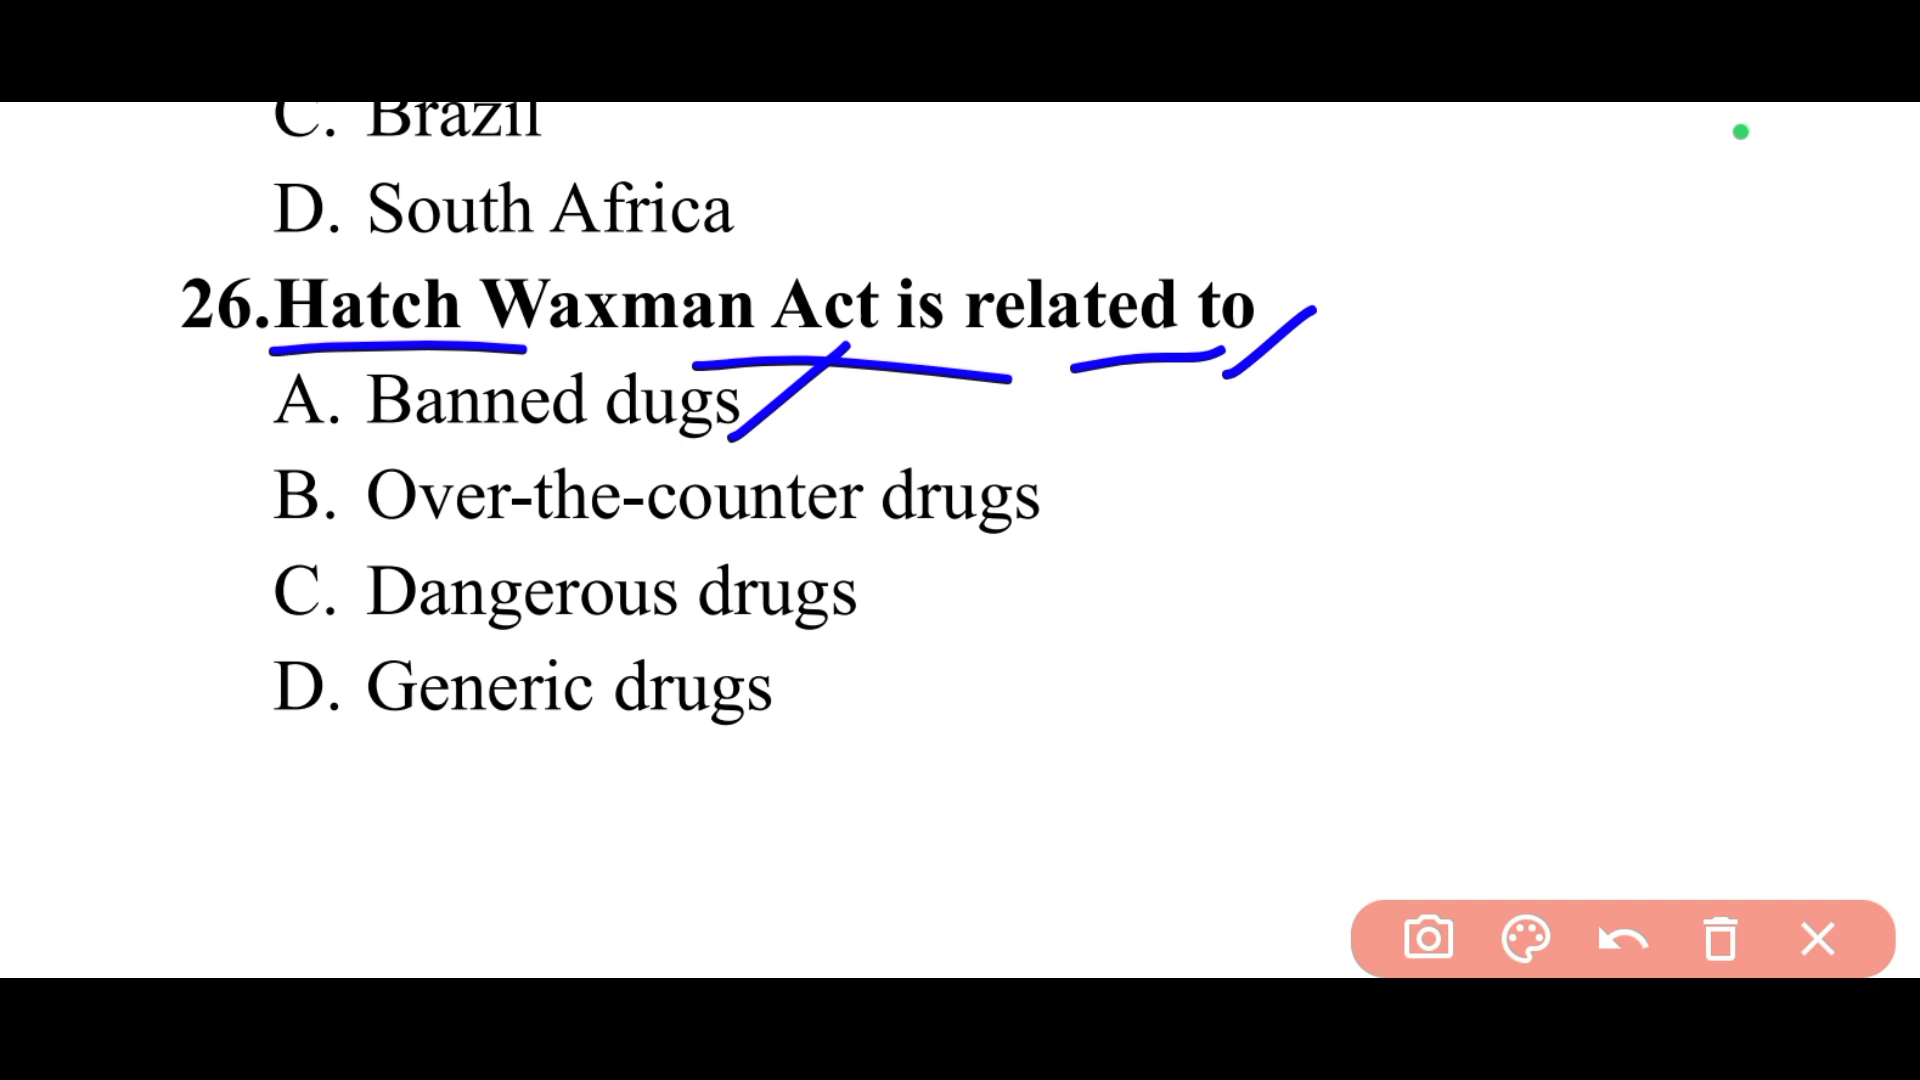 C. Brazil
D. South Africa
26.Hatch Waxman Act is related to
A. Banned dugs
B. Over-the-counter drugs
C. Dangerous drugs
D. Generic drugs